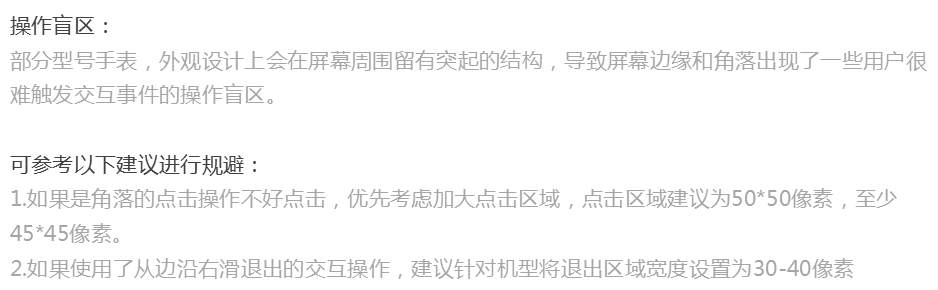 操作盲区：
部分型号手表，外观设计上会在屏幕周围留有突起的结构，导致屏幕边缘和角落出现了一些用户很
难触发交互事件的操作盲区。
可参考以下建议进行规避：
1.如果是角落的点击操作不好点击，优先考虑加大点击区域，点击区域建议为50*50像素，至少
45*45像素。
2.如果使用了从边沿右滑退出的交互操作，建议针对机型将退出区域宽度设置为30-40像素